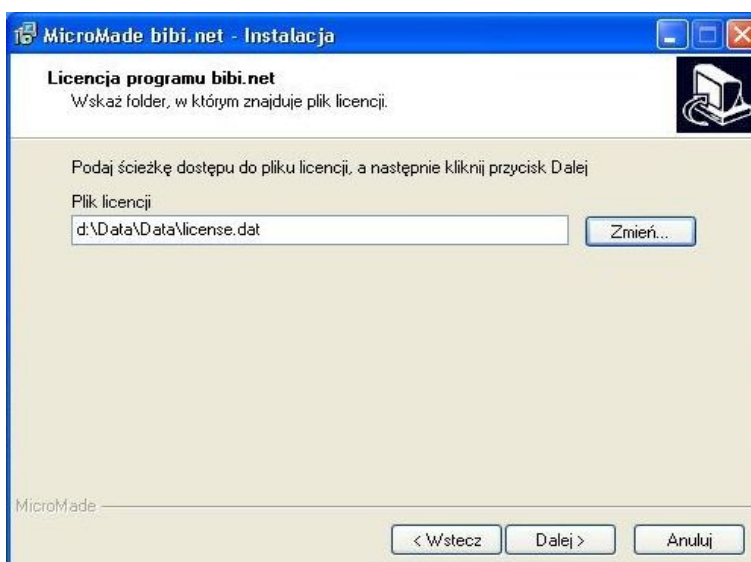 MicroMade bibi.net - Instalacja
Licencja programu bibi.net
Wskaż folder, w którym znajduje plik licencji.
Podaj ścieżkę dostępu do pliku licencji, a następnie kliknij przycisk Dalej
Plik licencji
d:\Data\Data\license.dat
Zmień...
MicroMade
< Wstecz
Dalej >
Anuluj